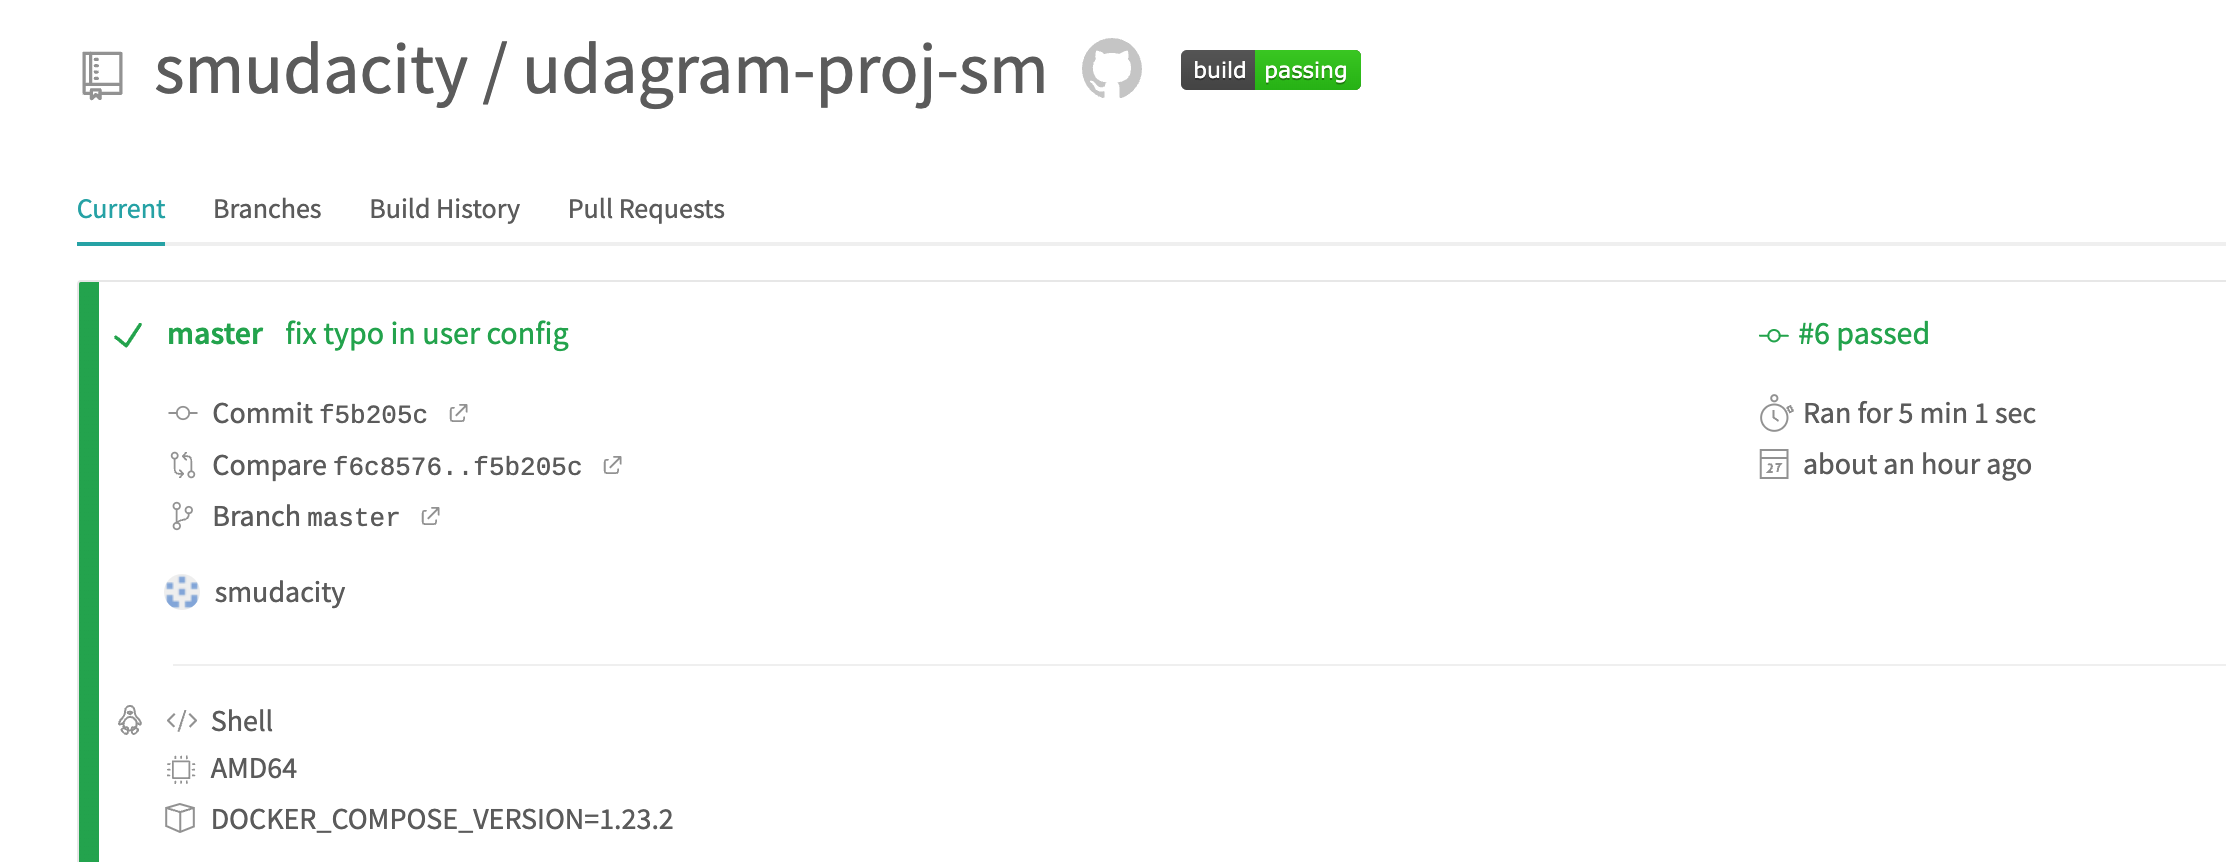 smudacity / udagram-proj-sm build passing
Current Branches Build History Pull Requests
master fix typo in user config
#6 passed
Commit f5b205c
Ran for 5 min 1 sec
Compare f6c8576..f5b205c
27 about an hour ago
Branch master
smudacity
Shell
AMD64
DOCKER_COMPOSE_VERSION=1.23.2